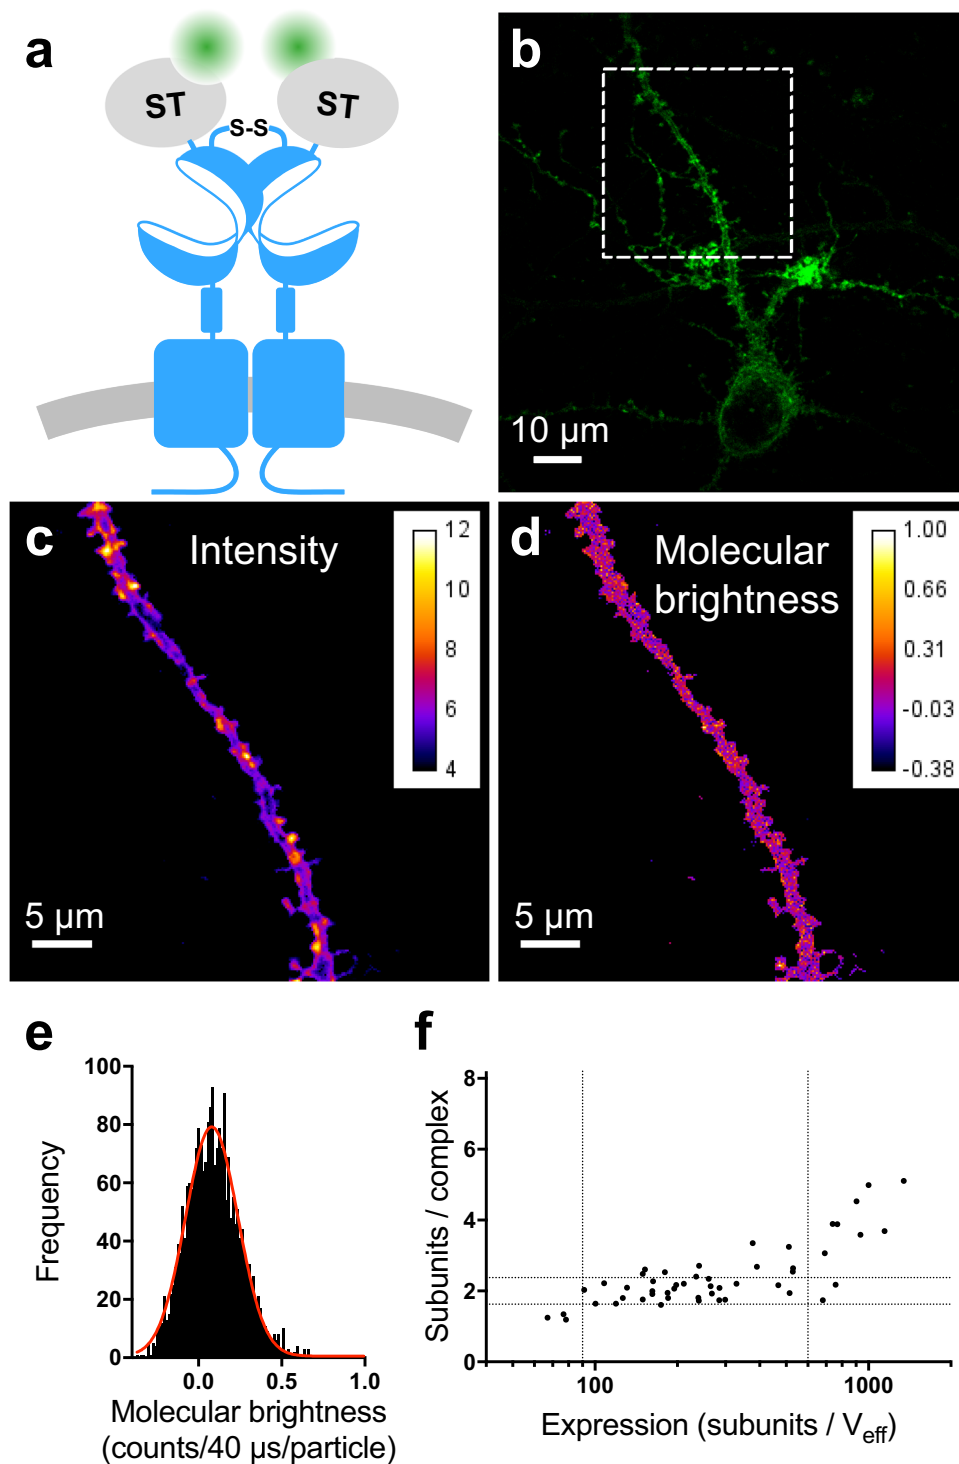 a
ST
ST
S-S
b
10 µm
c
Intensity
12
10
8
6
4
5 µm
d
Molecular
brightness
1.00
0.66
0.31
-0.03
-0.38
5 µm
e
Frequency
100
80
60
40
20
0
0.0
0.5
1.0
Molecular brightness
(counts/40 µs/particle)
f
Subunits / complex
8
6
4
2
0
100
1000
Expression (subunits / Veff)